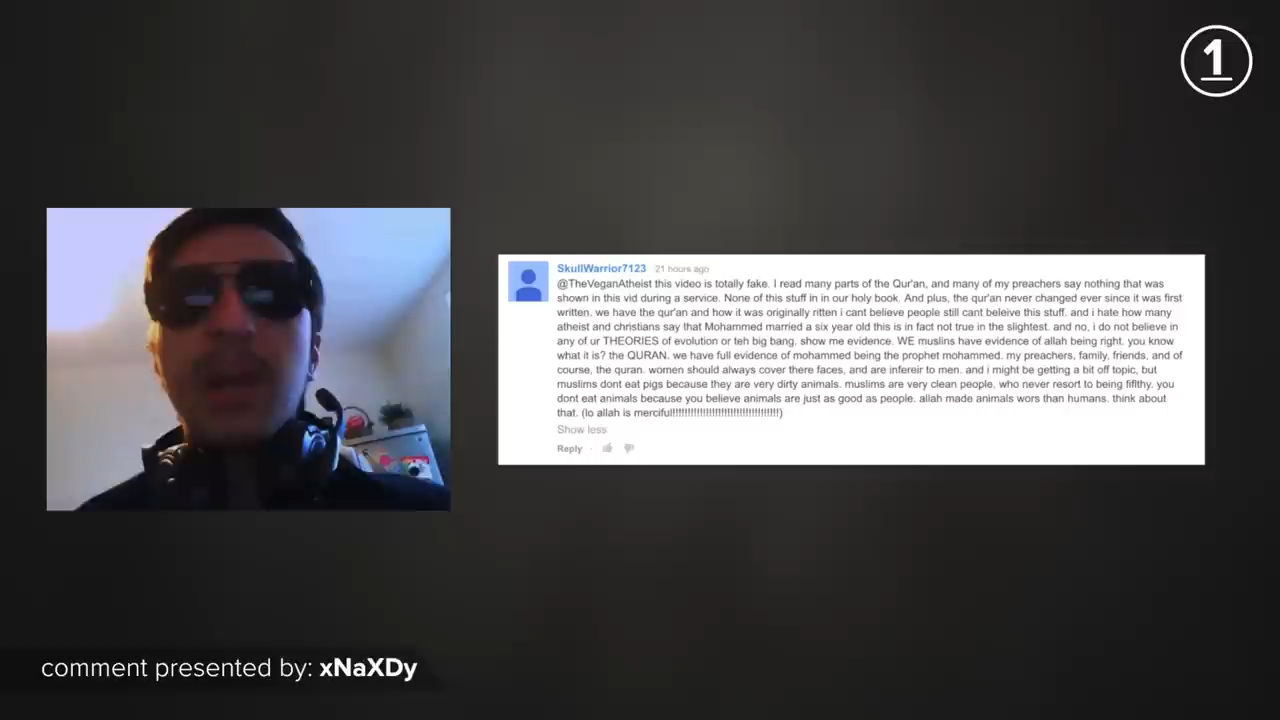 1
SkullWarrior7123 21 hours ago
@TheVeganAtheist this video is totally fake. I read many parts of the Qur'an, and many of my preachers say nothing that was
shown in this vid during a service. None of this stuff in in our holy book. And plus, the qur'an never changed ever since it was first
written. we have the qur'an and how it was originally ritten i cant believe people still cant beleive this stuff. and i hate how many
atheist and christians say that Mohammed married a six year old this is in fact not true in the slightest. and no, i do not believe in
any of ur THEORIES of evolution or teh big bang. show me evidence. WE muslins have evidence of allah being right. you know
what it is? the QURAN. we have full evidence of mohammed being the prophet mohammed. my preachers, family, friends, and of
course, the quran. women should always cover there faces, and are infereir to men. and i might be getting a bit off topic, but
muslims dont eat pigs because they are very dirty animals. muslims are very clean people, who never resort to being fifithy. you
dont eat animals because you believe animals are just as good as people. allah made animals wors than humans. think about
that. (lo allah is merciful!!!!!!!!!!!!!!!!!!!!!!!!!!!!!!!!!!!!!)
Show less
Reply ·
comment presented by: xNaXDy